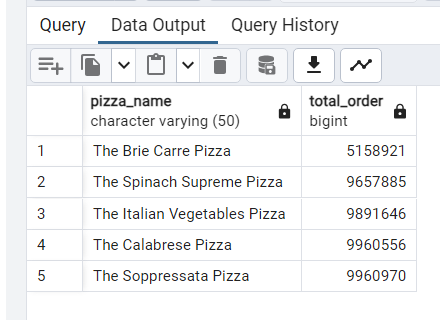 Query Data Output Query History
pizza_name total_order
character varying (50) bigint
1 The Brie Carre Pizza 5158921
2 The Spinach Supreme Pizza 9657885
3 The Italian Vegetables Pizza 9891646
4 The Calabrese Pizza 9960556
5 The Soppressata Pizza 9960970